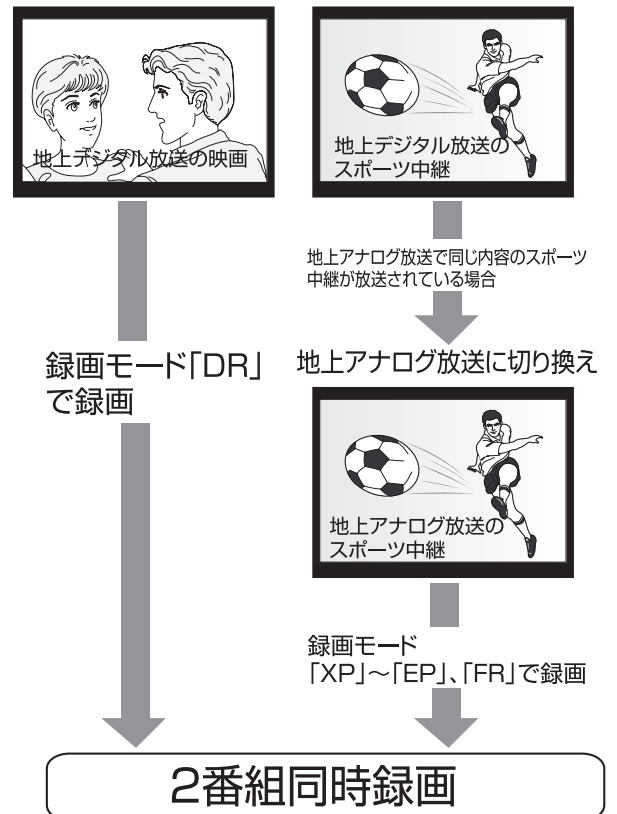 地上デジタル放送の映画
地上デジタル放送の
スポーツ中継
地上アナログ放送で同じ内容のスポーツ
中継が放送されている場合
録画モード「DR」
で録画
地上アナログ放送に切り換え
地上アナログ放送の
スポーツ中継
録画モード
「XP」～「EP」、「FR」で録画
2番組同時録画